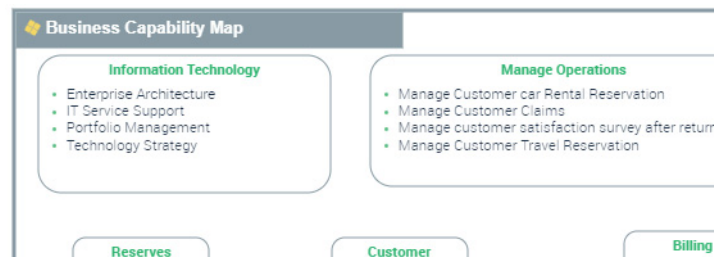 Business Capability Map
Information Technology
Enterprise Architecture
IT Service Support
Portfolio Management
Technology Strategy
Manage Operations
Manage Customer car Rental Reservation
Manage Customer Claims
Manage customer satisfaction survey after return
Manage Customer Travel Reservation
Reserves
Customer
Billing